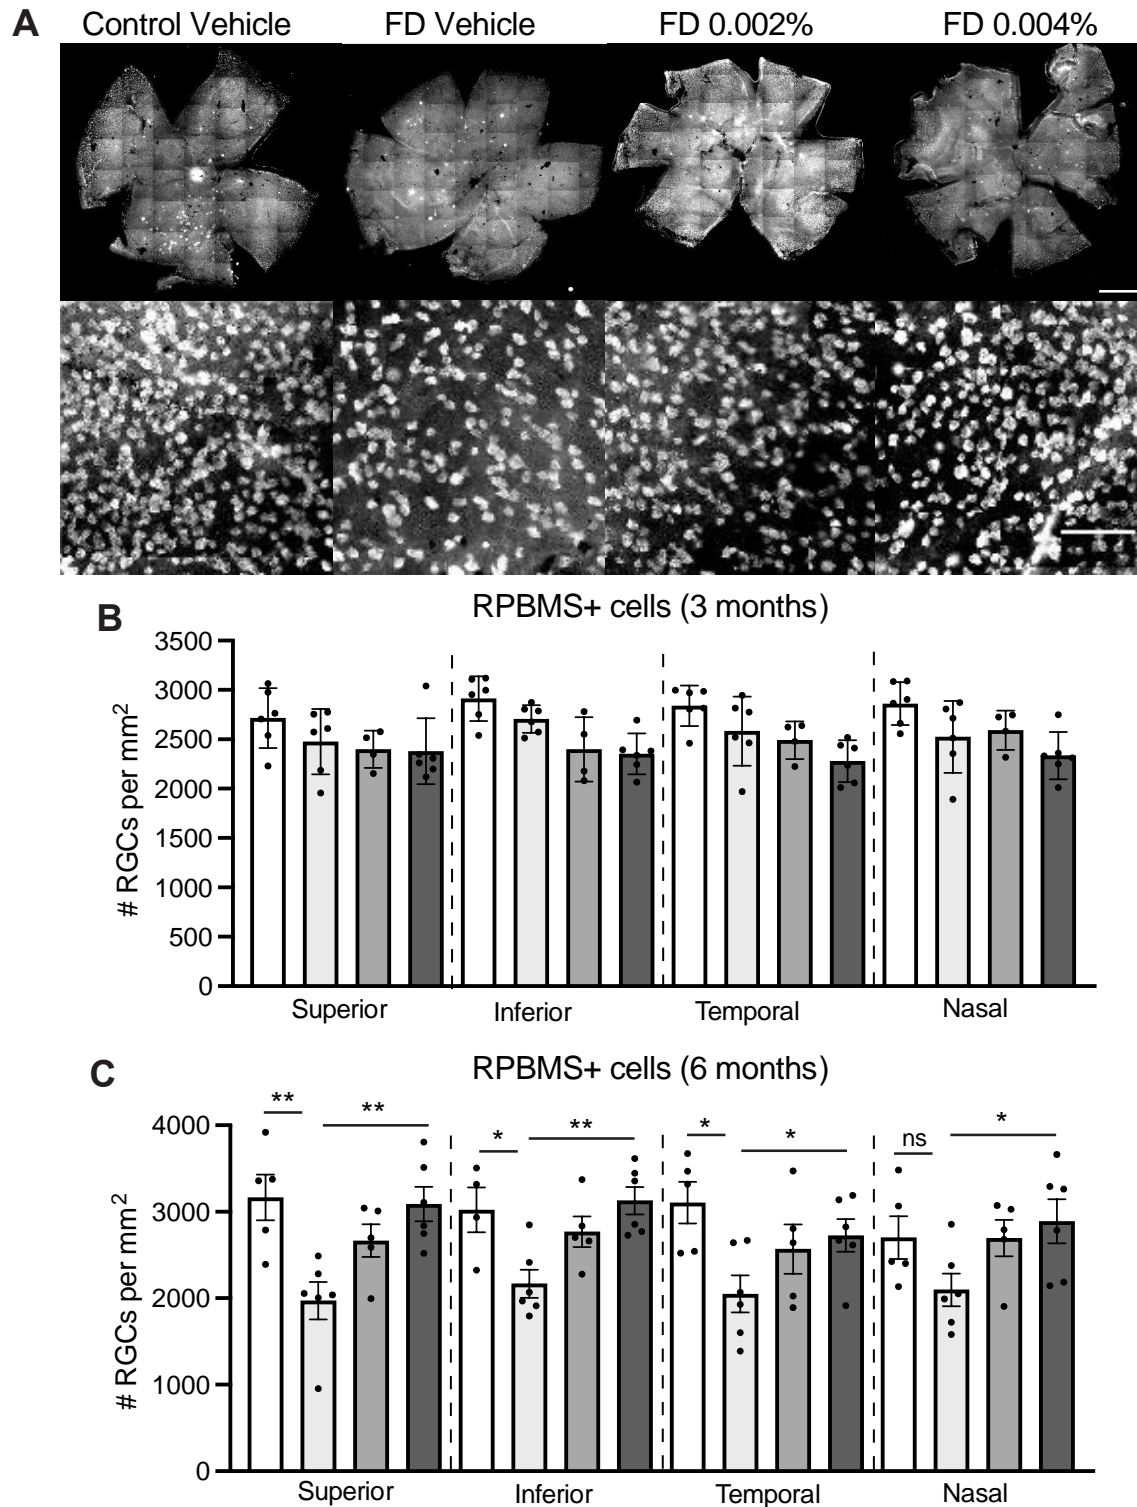 A
Control Vehicle
FD Vehicle
FD 0.002%
FD 0.004%
B
RPBMS+ cells (3 months)
# RGCs per mm²
3500
3000
2500
2000
1500
1000
500
0
Superior
Inferior
Temporal
Nasal
C
RPBMS+ cells (6 months)
# RGCs per mm²
4000
3000
2000
1000
0
**
**
*
**
*
*
ns
*
Superior
Inferior
Temporal
Nasal